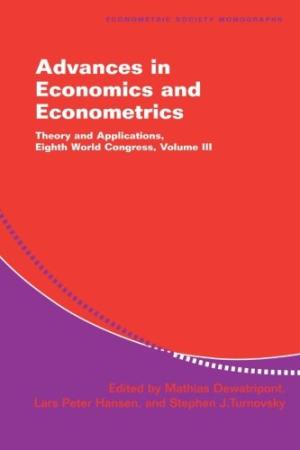 ECONOMETRIC SOCIETY MONOGRAPHS
Advances in
Economics and
Econometrics
Theory and Applications,
Eighth World Congress, Volume III
Edited by Mathias Dewatripont,
Lars Peter Hansen, and Stephen J.Turnovsky